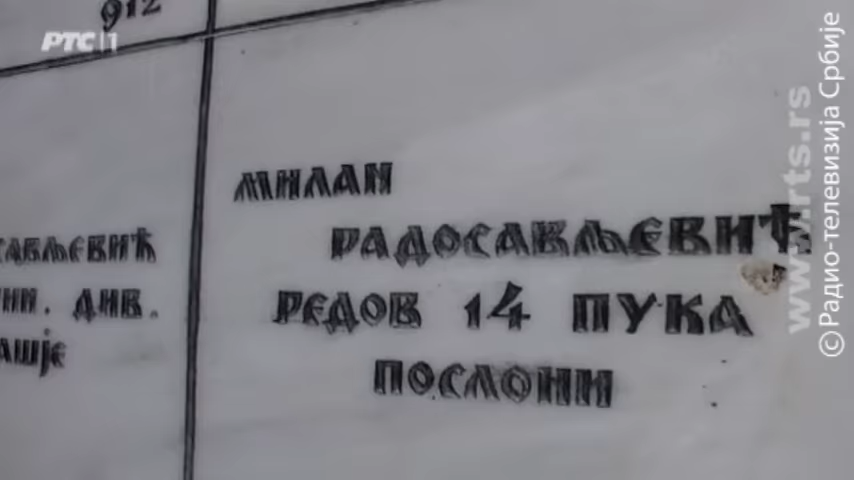 912
РТС 1
САВЉЕВИЋ
ДИВ.
МИЛАН
РАДОСАВЉЕВИЋ
РЕДОВ 14 ПУКА
ПОСЛОНИ
www.rts.rs
©Радио-телевизија Србије